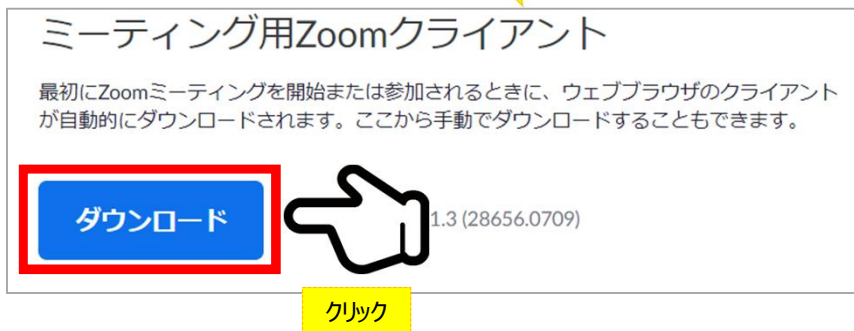 ミーティング用Zoomクライアント
最初にZoomミーティングを開始または参加されるときに、ウェブブラウザのクライアント
が自動的にダウンロードされます。ここから手動でダウンロードすることもできます。
ダウンロード
1.3 (28656.0709)
クリック